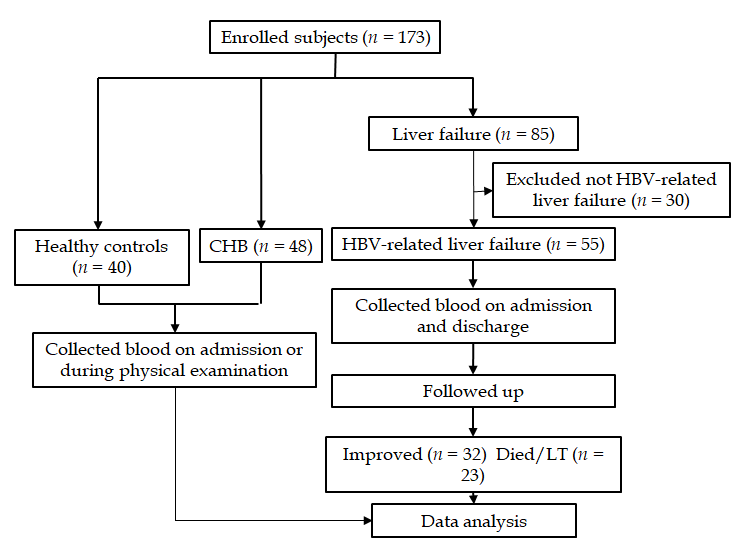 Enrolled subjects (n = 173)
Liver failure (n = 85)
Excluded not HBV-related
liver failure (n = 30)
Healthy controls
(n = 40)
CHB (n = 48)
HBV-related liver failure (n = 55)
Collected blood on admission
and discharge
Collected blood on admission or
during physical examination
Followed up
Improved (n = 32)  Died/LT (n =
23)
Data analysis